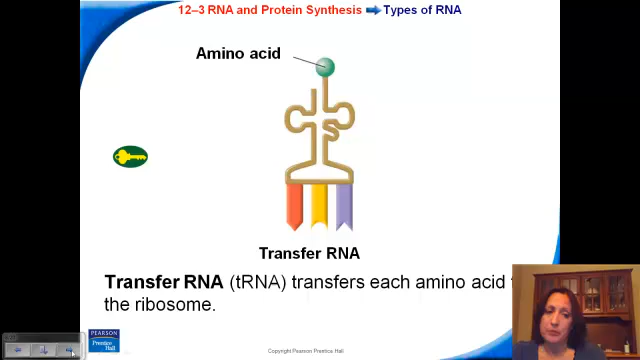 12–3 RNA and Protein Synthesis Types of RNA
Amino acid
Transfer RNA
Transfer RNA (tRNA) transfers each amino acid
the ribosome.
PEARSON
Prentice Hall
Copyright Pearson Prentice Hall